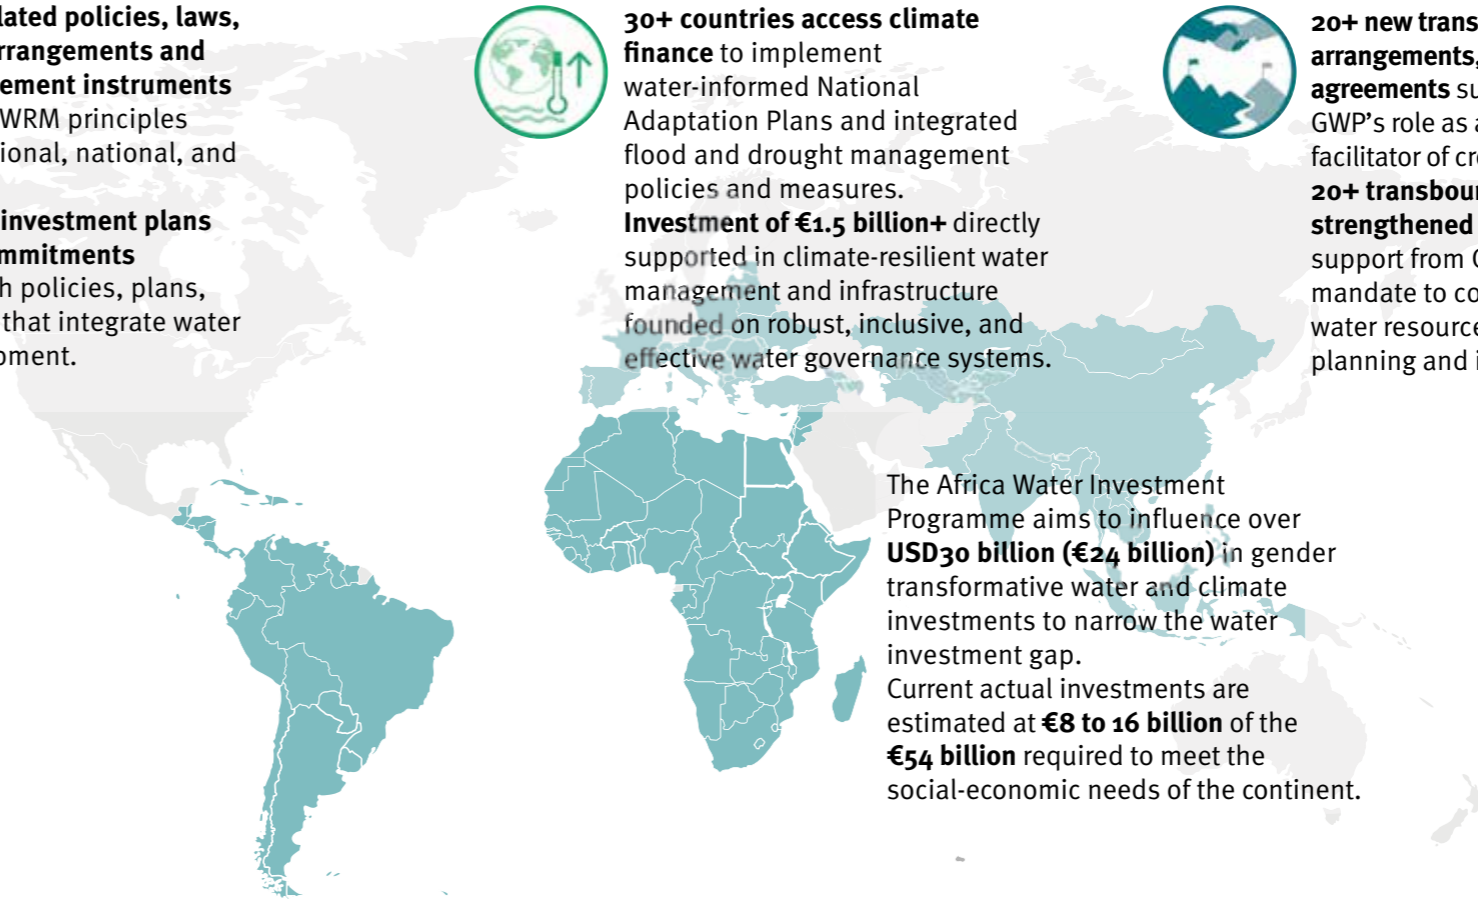 lated policies, laws,
rrangements and
ement instruments
WRM principles
ional, national, and
investment plans
mmitments
h policies, plans,
that integrate water
oment.
30+ countries access climate
finance to implement
water-informed National
Adaptation Plans and integrated
flood and drought management
policies and measures.
Investment of €1.5 billion+ directly
supported in climate-resilient water
management and infrastructure
founded on robust, inclusive, and
effective water governance systems.
20+ new trans
arrangements,
agreements su
GWP’s role as a
facilitator of cr
20+ transbour
strengthened
support from
mandate to co
water resource
planning and i
The Africa Water Investment
Programme aims to influence over
USD30 billion (€24 billion) in gender
transformative water and climate
investments to narrow the water
investment gap.
Current actual investments are
estimated at €8 to 16 billion of the
€54 billion required to meet the
social-economic needs of the continent.